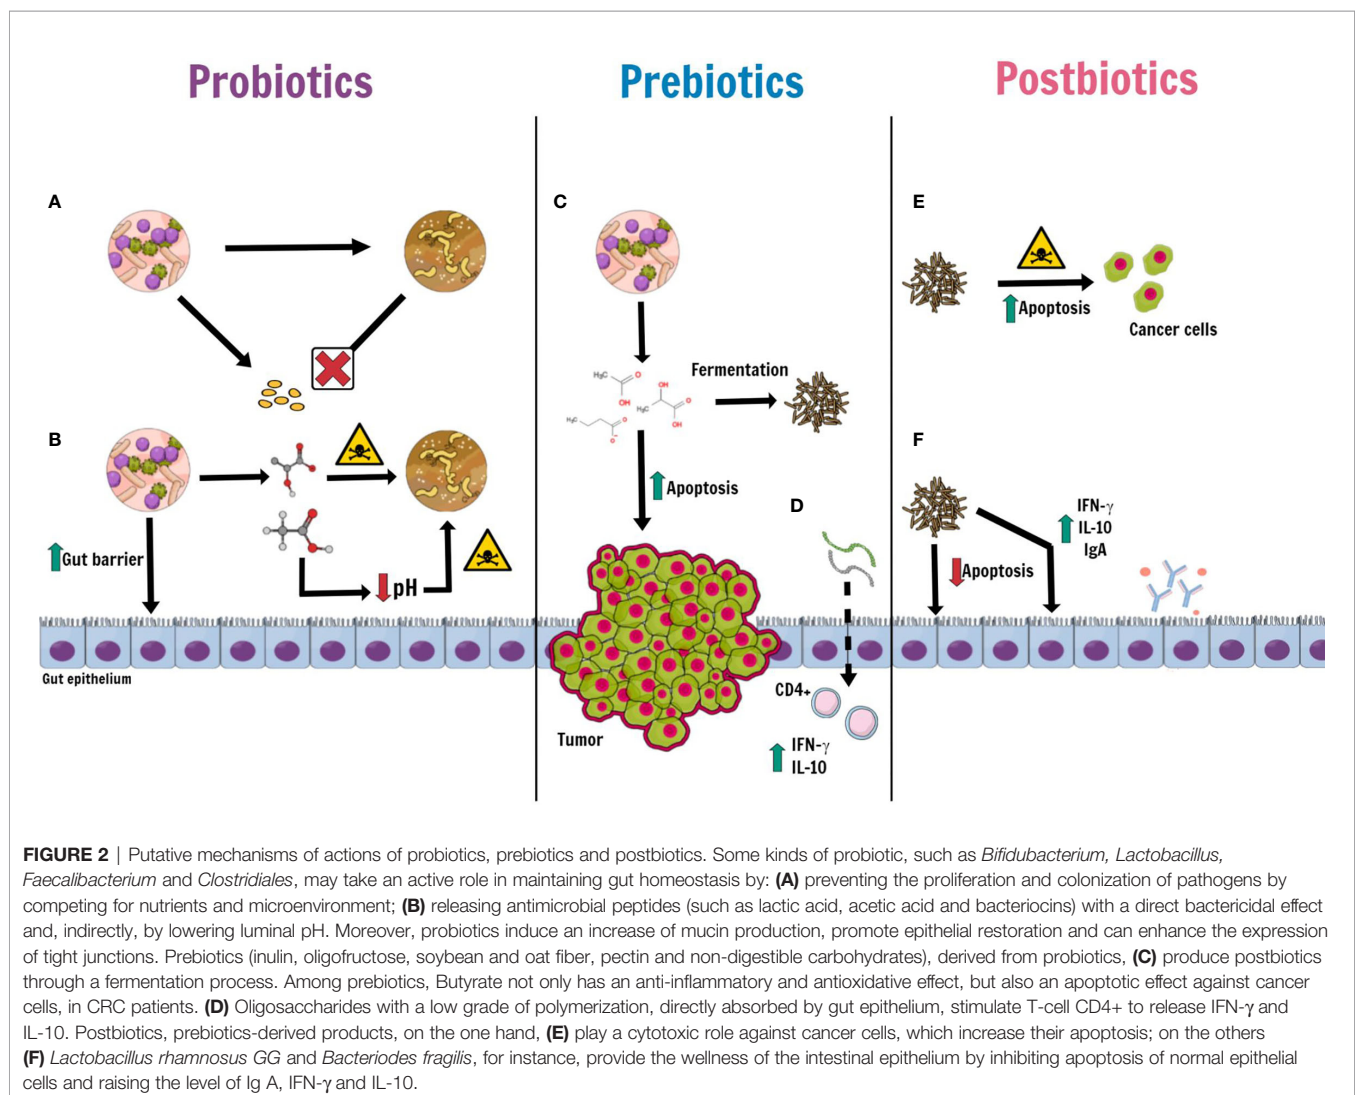 Probiotics
Prebiotics
Postbiotics
A
B
Gut barrier
pH
Gut epithelium
C
H₃C
O
OH
OH
H₃C
O
OH
H₃C
O
O⁻
Fermentation
Apoptosis
Tumor
D
CD4+
IFN-γ
IL-10
E
Apoptosis
Cancer cells
F
Apoptosis
IFN-γ
IL-10
IgA
FIGURE 2 | Putative mechanisms of actions of probiotics, prebiotics and postbiotics. Some kinds of probiotic, such as Bifidubacterium, Lactobacillus,
Faecalibacterium and Clostridiales, may take an active role in maintaining gut homeostasis by: (A) preventing the proliferation and colonization of pathogens by
competing for nutrients and microenvironment; (B) releasing antimicrobial peptides (such as lactic acid, acetic acid and bacteriocins) with a direct bactericidal effect
and, indirectly, by lowering luminal pH. Moreover, probiotics induce an increase of mucin production, promote epithelial restoration and can enhance the expression
of tight junctions. Prebiotics (inulin, oligofructose, soybean and oat fiber, pectin and non-digestible carbohydrates), derived from probiotics, (C) produce postbiotics
through a fermentation process. Among prebiotics, Butyrate not only has an anti-inflammatory and antioxidative effect, but also an apoptotic effect against cancer
cells, in CRC patients. (D) Oligosaccharides with a low grade of polymerization, directly absorbed by gut epithelium, stimulate T-cell CD4+ to release IFN-γ and
IL-10. Postbiotics, prebiotics-derived products, on the one hand, (E) play a cytotoxic role against cancer cells, which increase their apoptosis; on the others
(F) Lactobacillus rhamnosus GG and Bacteriodes fragilis, for instance, provide the wellness of the intestinal epithelium by inhibiting apoptosis of normal epithelial
cells and raising the level of Ig A, IFN-γ and IL-10.